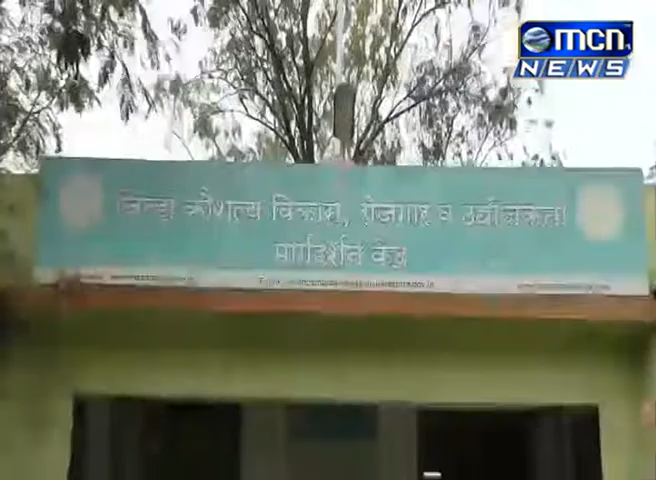 mcn
NEWS
जिल्हा कौशल्य विकास, रोजगार व उद्योजकता
मार्गदर्शन केंद्र